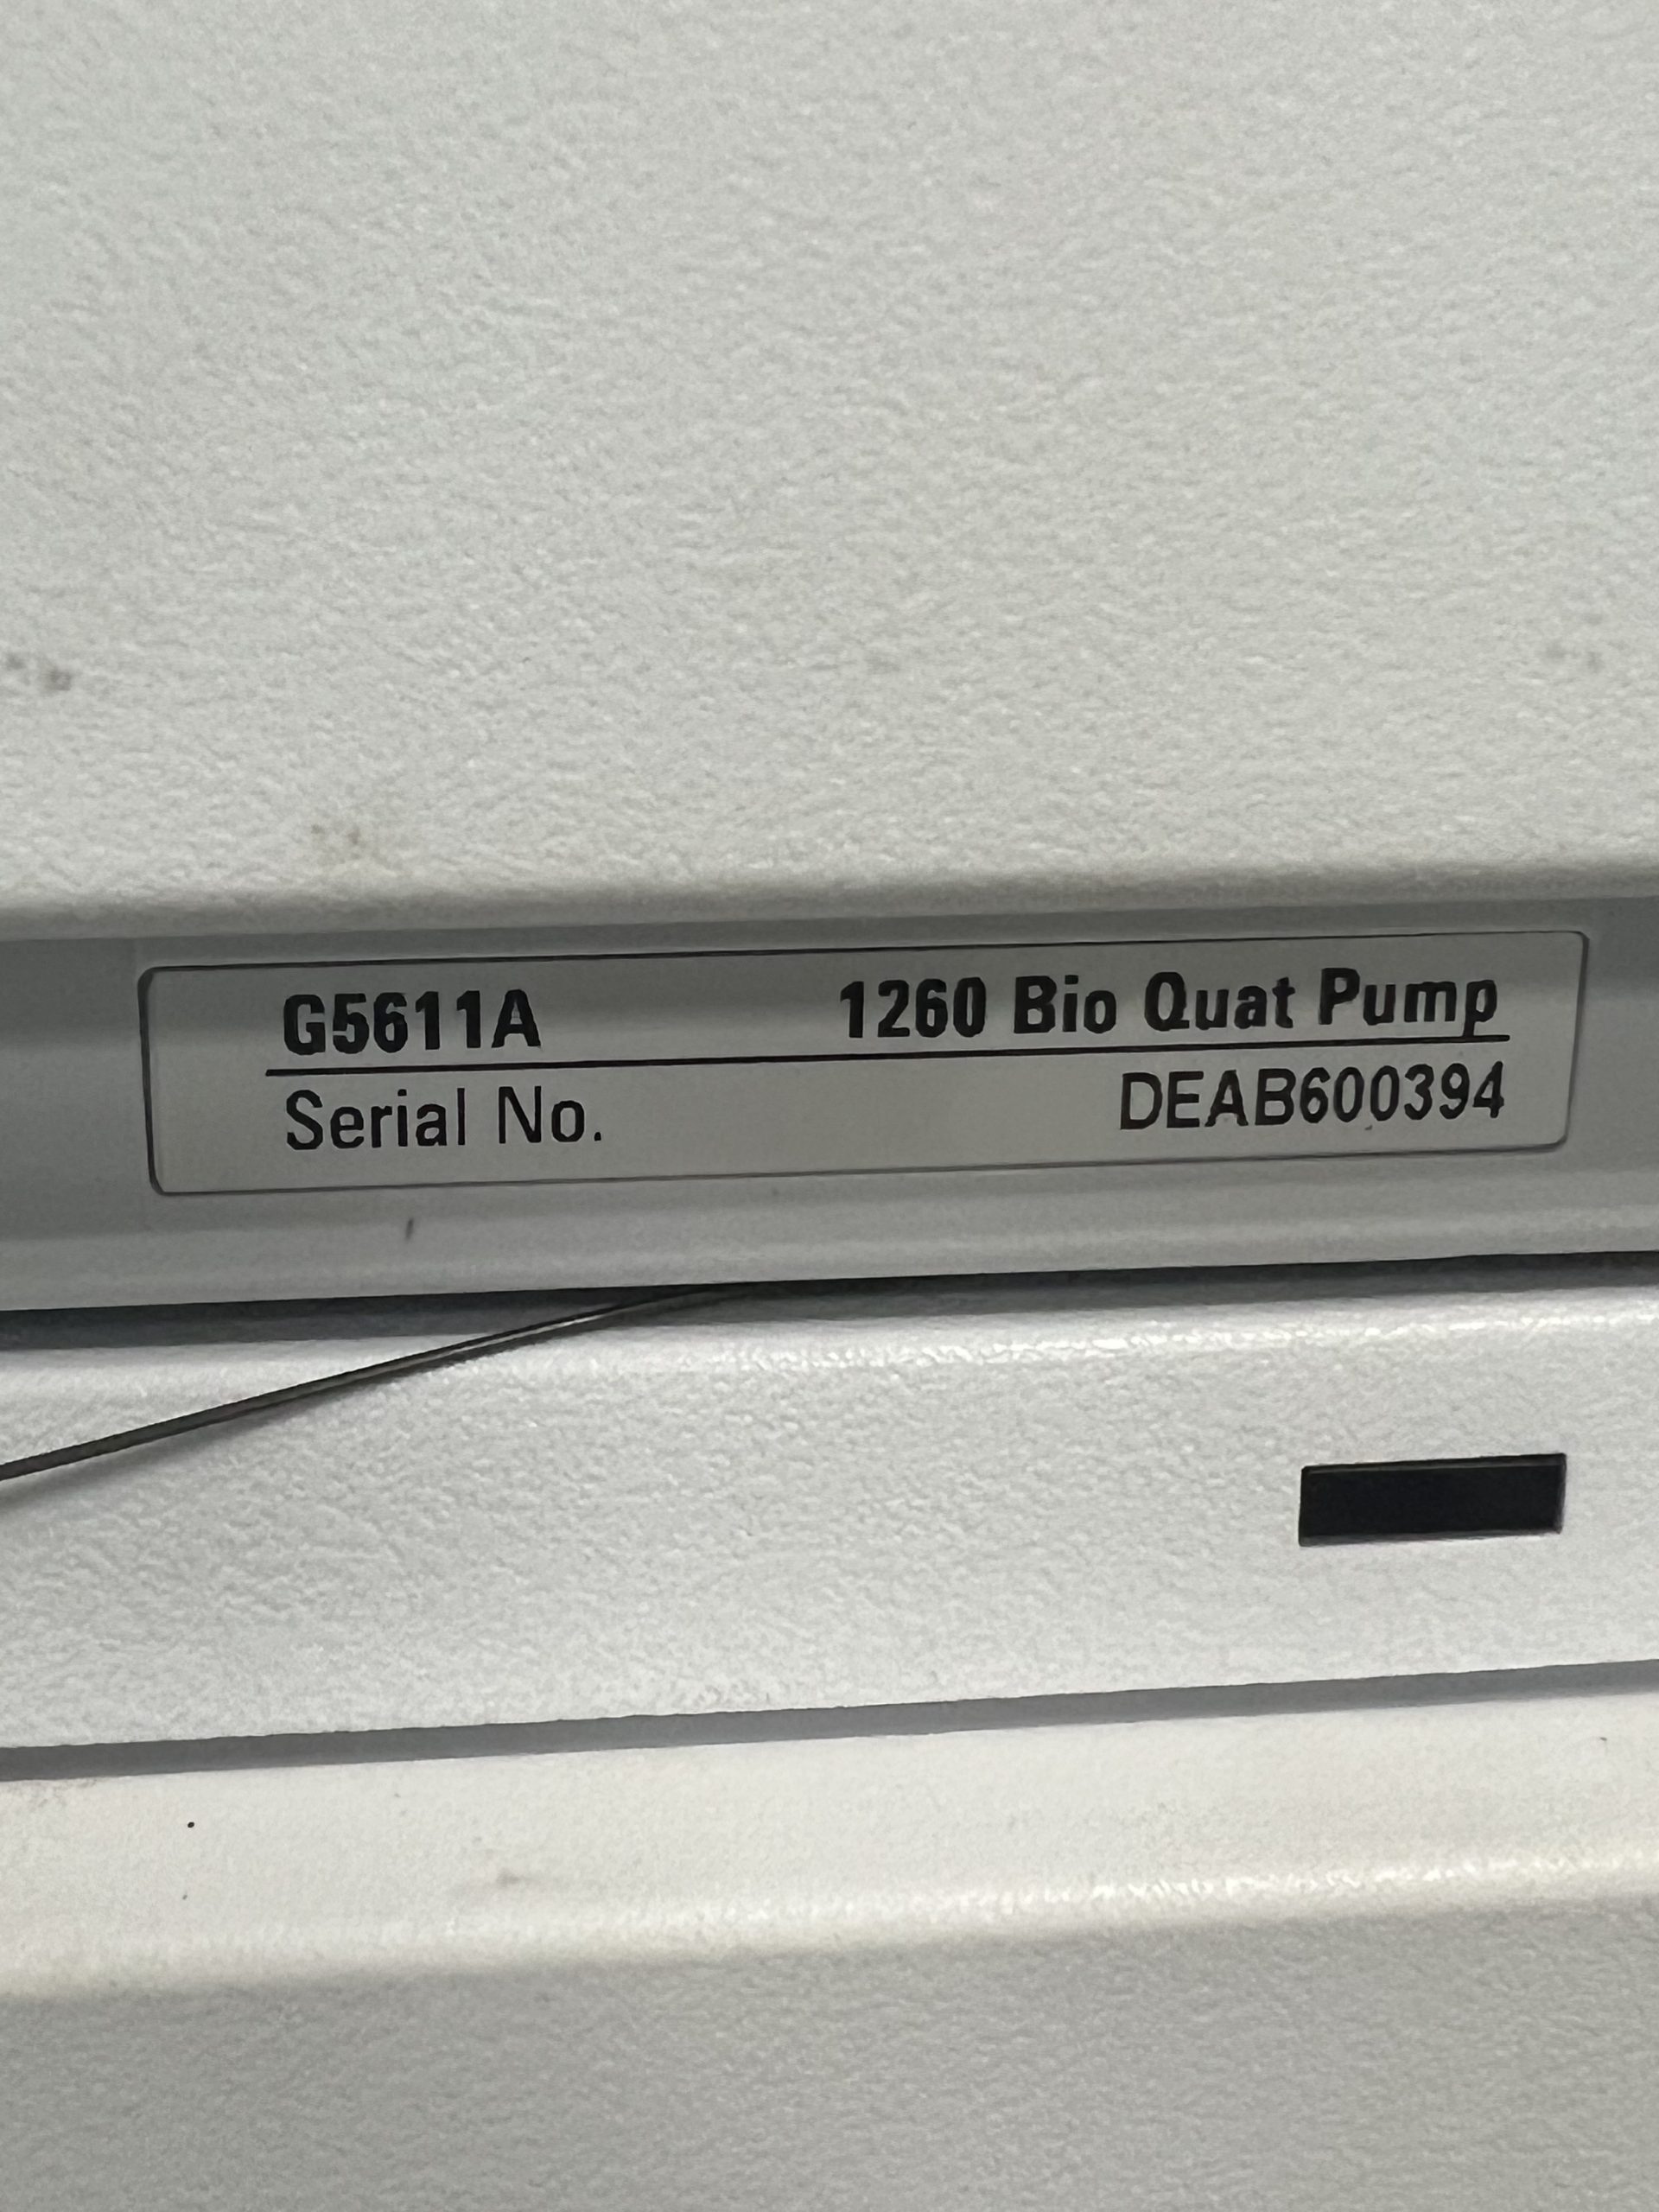 G5611A 1260 Bio Quat Pump
Serial No. DEAB600394